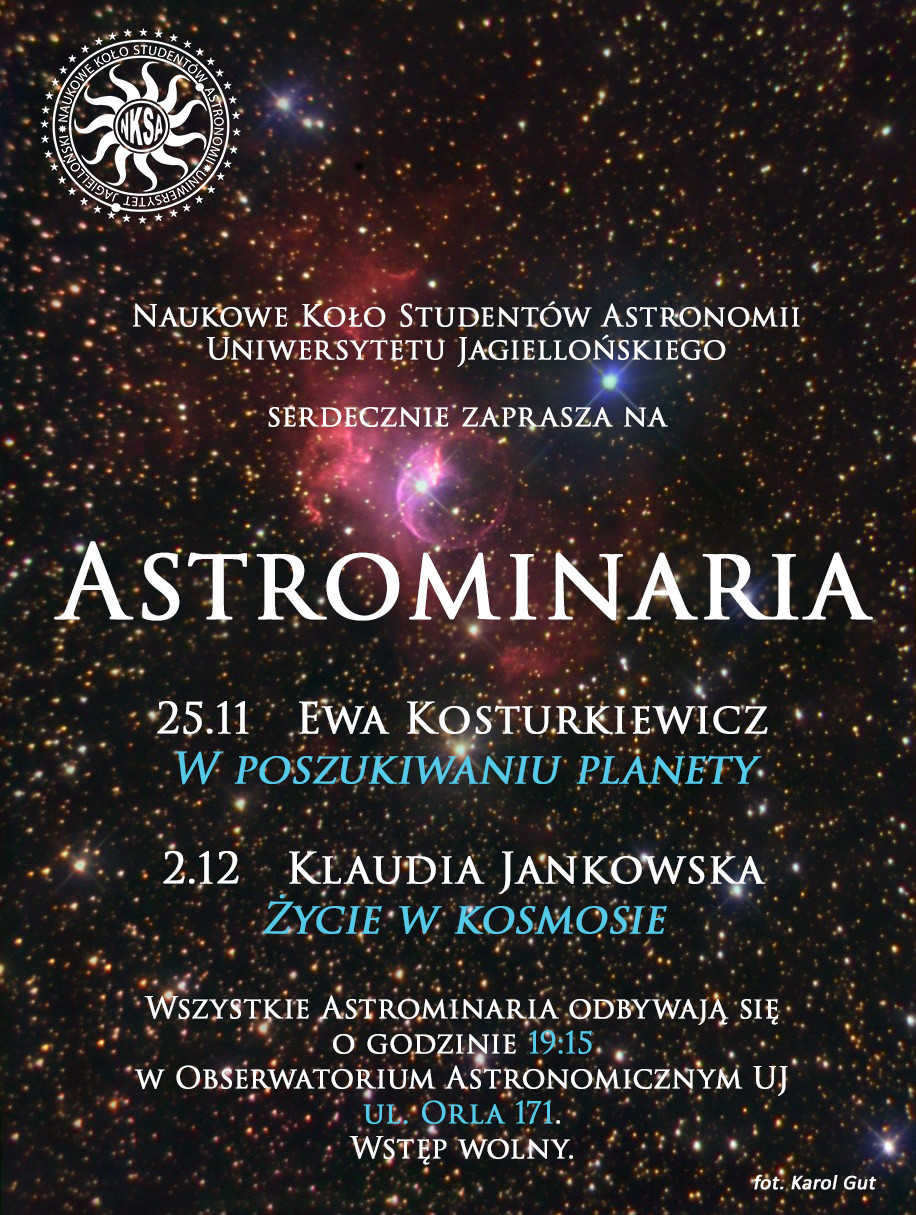 NAUKOWE KOŁO STUDENTÓW ASTRONOMII * UNIWERSYTET JAGIELLOŃSKI *
NKSA
Naukowe Koło Studentów Astronomii
Uniwersytetu Jagiellońskiego
serdecznie zaprasza na
Astrominaria
25.11 Ewa Kosturkiewicz
W poszukiwaniu planety
2.12 Klaudia Jankowska
Życie w kosmosie
Wszystkie Astrominaria odbywają się
o godzinie 19:15
w Obserwatorium Astronomicznym UJ
ul. Orla 171.
Wstęp wolny.
fot. Karol Gut